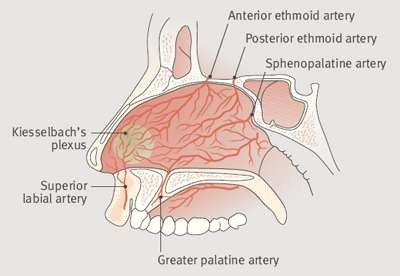 Anterior ethmoid artery
Posterior ethmoid artery
Sphenopalatine artery
Kiesselbach's
plexus
Superior
labial artery
Greater palatine artery